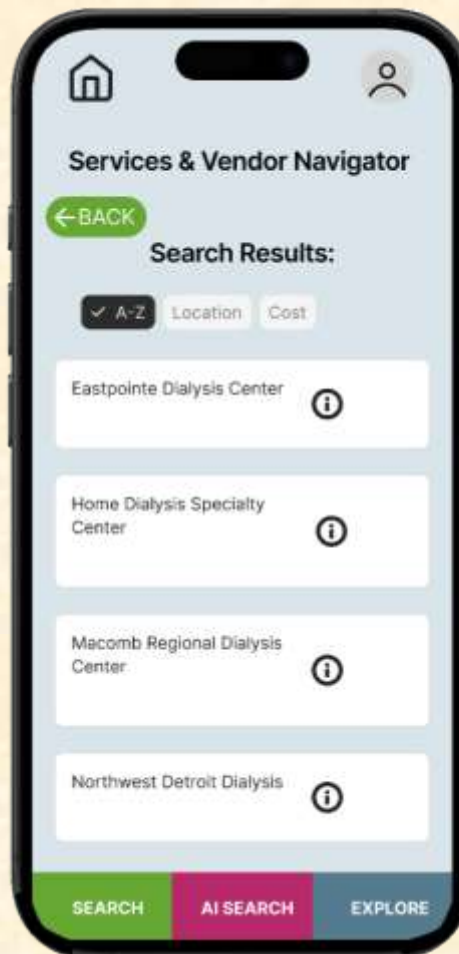 Services & Vendor Navigator
←BACK
Search Results:
✓ A-Z Location Cost
Eastpointe Dialysis Center
Home Dialysis Specialty
Center
Macomb Regional Dialysis
Center
Northwest Detroit Dialysis
SEARCH AI SEARCH EXPLORE